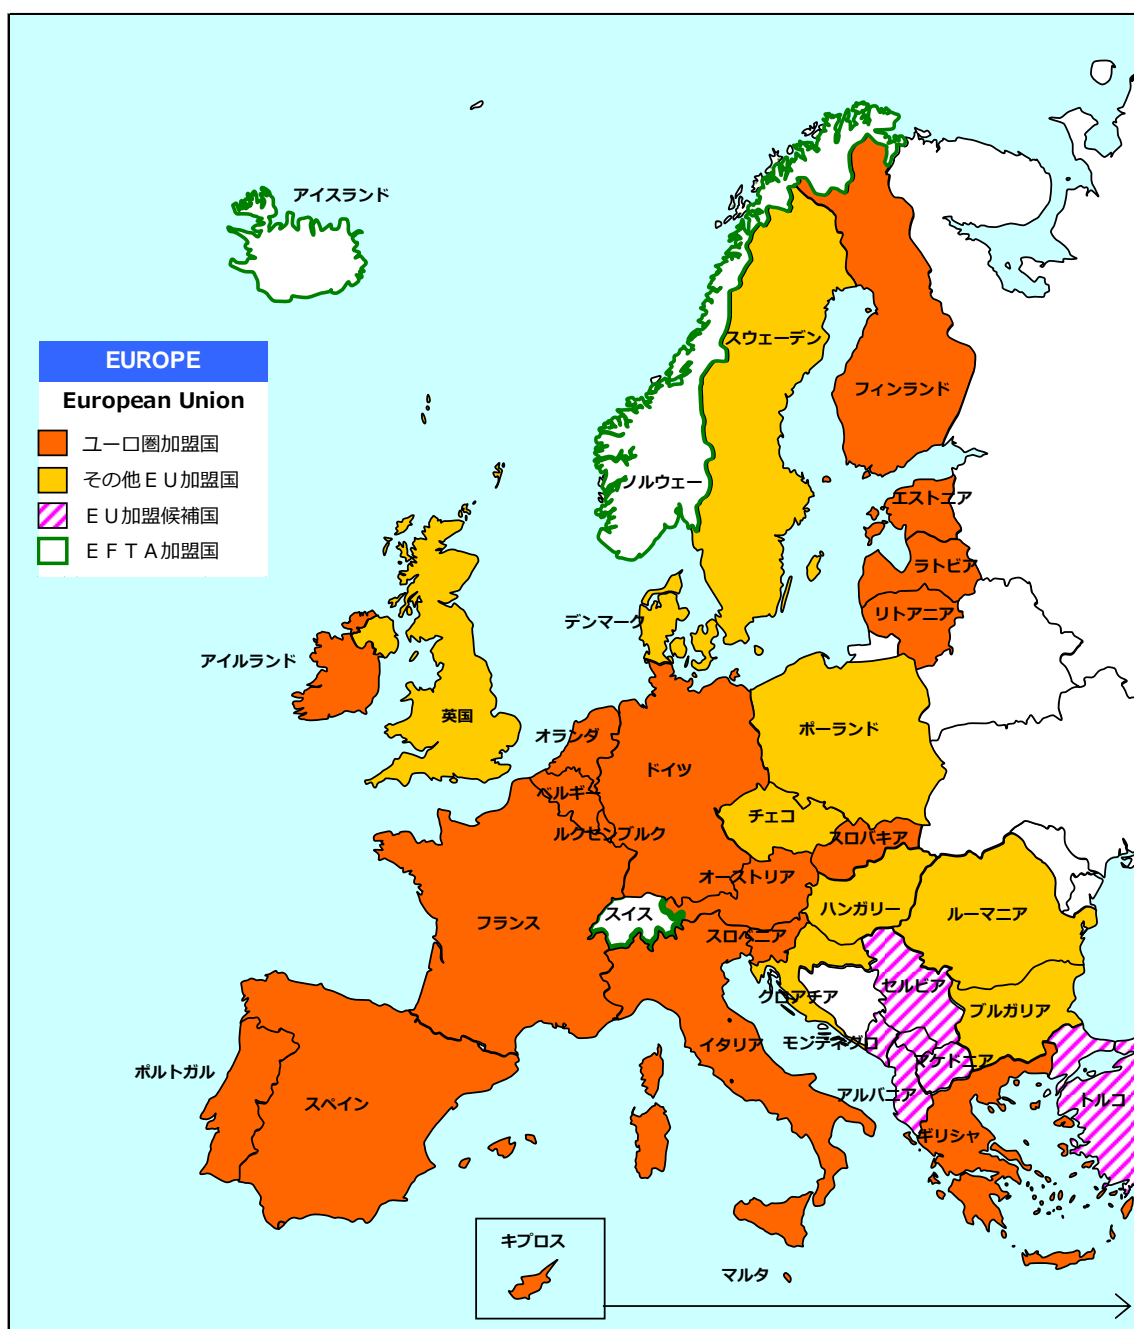 アイスランド
EUROPE
European Union
ユーロ圏加盟国
その他ＥＵ加盟国
ＥＵ加盟候補国
ＥＦＴＡ加盟国
スウェーデン
フィンランド
ノルウェー
エストニア
ラトビア
リトアニア
デンマーク
アイルランド
英国
オランダ
ポーランド
ドイツ
ベルギー
チェコ
ルクセンブルク
スロバキア
オーストリア
フランス
スイス
ハンガリー
ルーマニア
スロベニア
クロアチア
セルビア
ブルガリア
イタリア
モンテネグロ
マケドニア
ポルトガル
スペイン
アルバニア
トルコ
ギリシャ
キプロス
マルタ